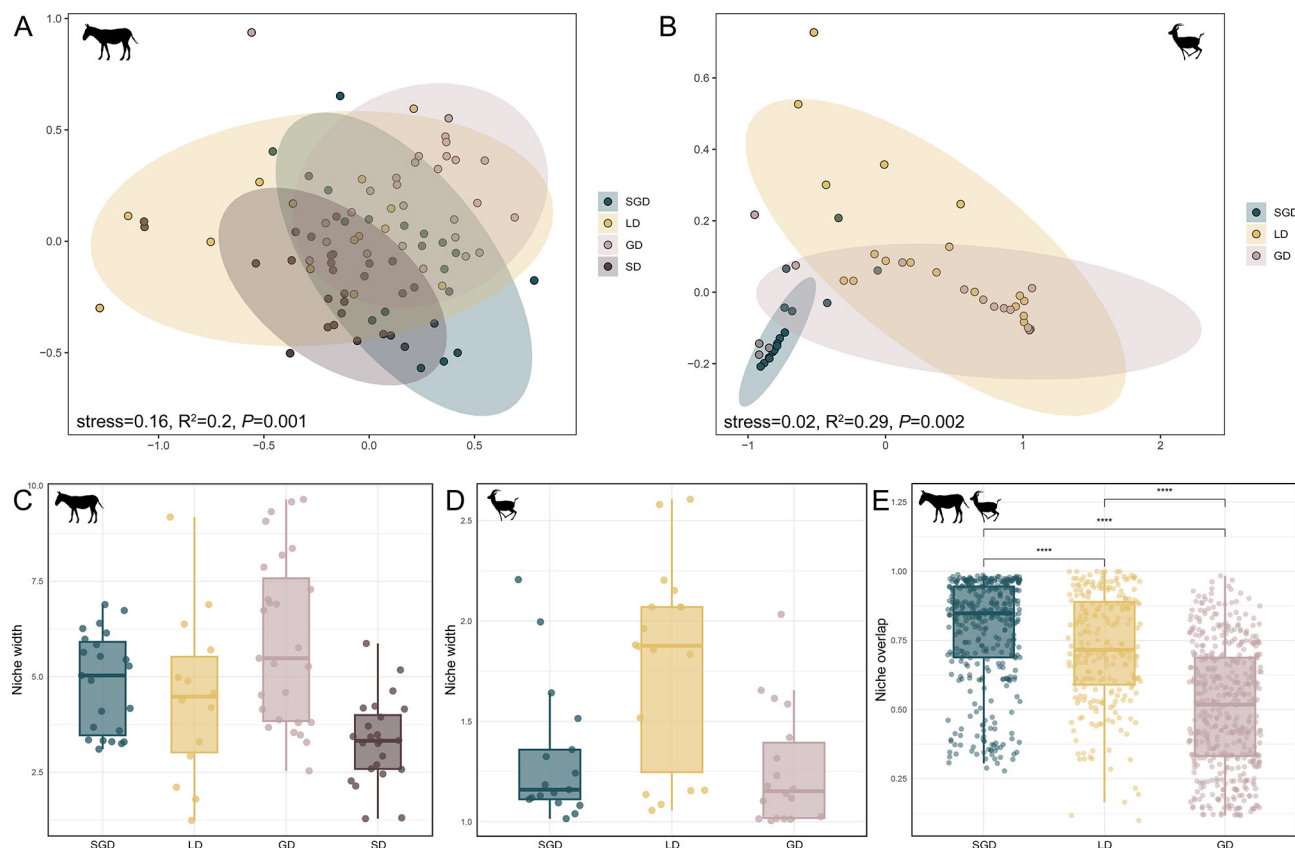 A
1.0
0.5
0.0
−0.5
stress=0.16, R²=0.2, P=0.001
−1.0 −0.5 0.0 0.5
SGD
LD
GD
SD
B
0.6
0.4
0.2
0.0
−0.2
stress=0.02, R²=0.29, P=0.002
−1 0 1 2
SGD
LD
GD
C
Niche width
10.0
7.5
5.0
2.5
SGD LD GD SD
D
Niche width
2.5
2.0
1.5
1.0
SGD LD GD
E
Niche overlap
1.25
1.00
0.75
0.50
0.25
****
****
****
SGD LD GD